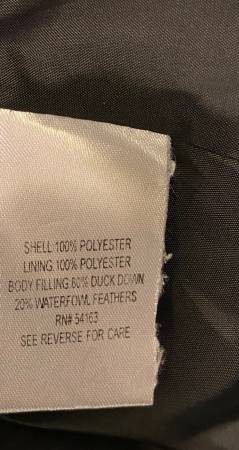 SHELL:100% POLYESTER
LINING:100% POLYESTER
BODY FILLING:80% DUCK DOWN
20% WATERFOWL FEATHERS
RN# 54163
SEE REVERSE FOR CARE